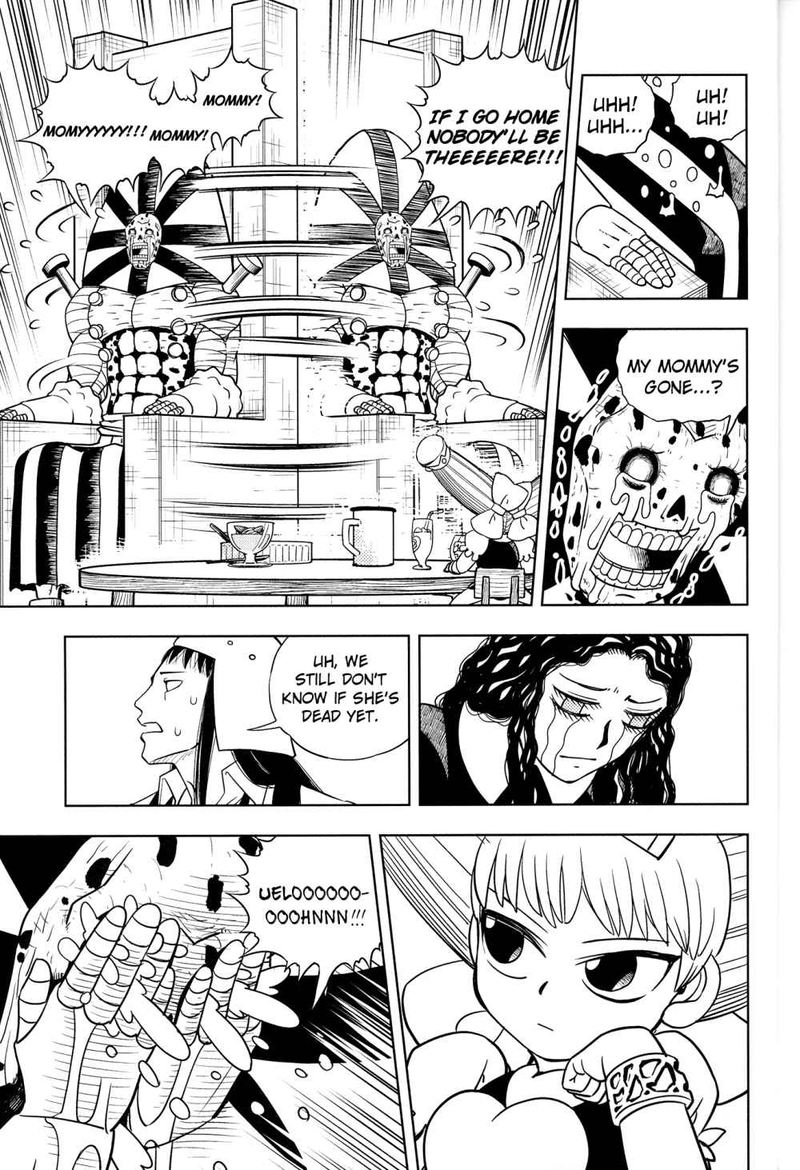 UH!
UH!
UHH!
UHH...
MY MOMMY'S
GONE...?
IF I GO HOME
NOBODY'LL BE
THEEEEERE!!!
MOMMY!
MOMYYYYYY!!! MOMMY!
UH, WE
STILL DON'T
KNOW IF SHE'S
DEAD YET.
UELOOOOOO-
OOOHNNN!!!